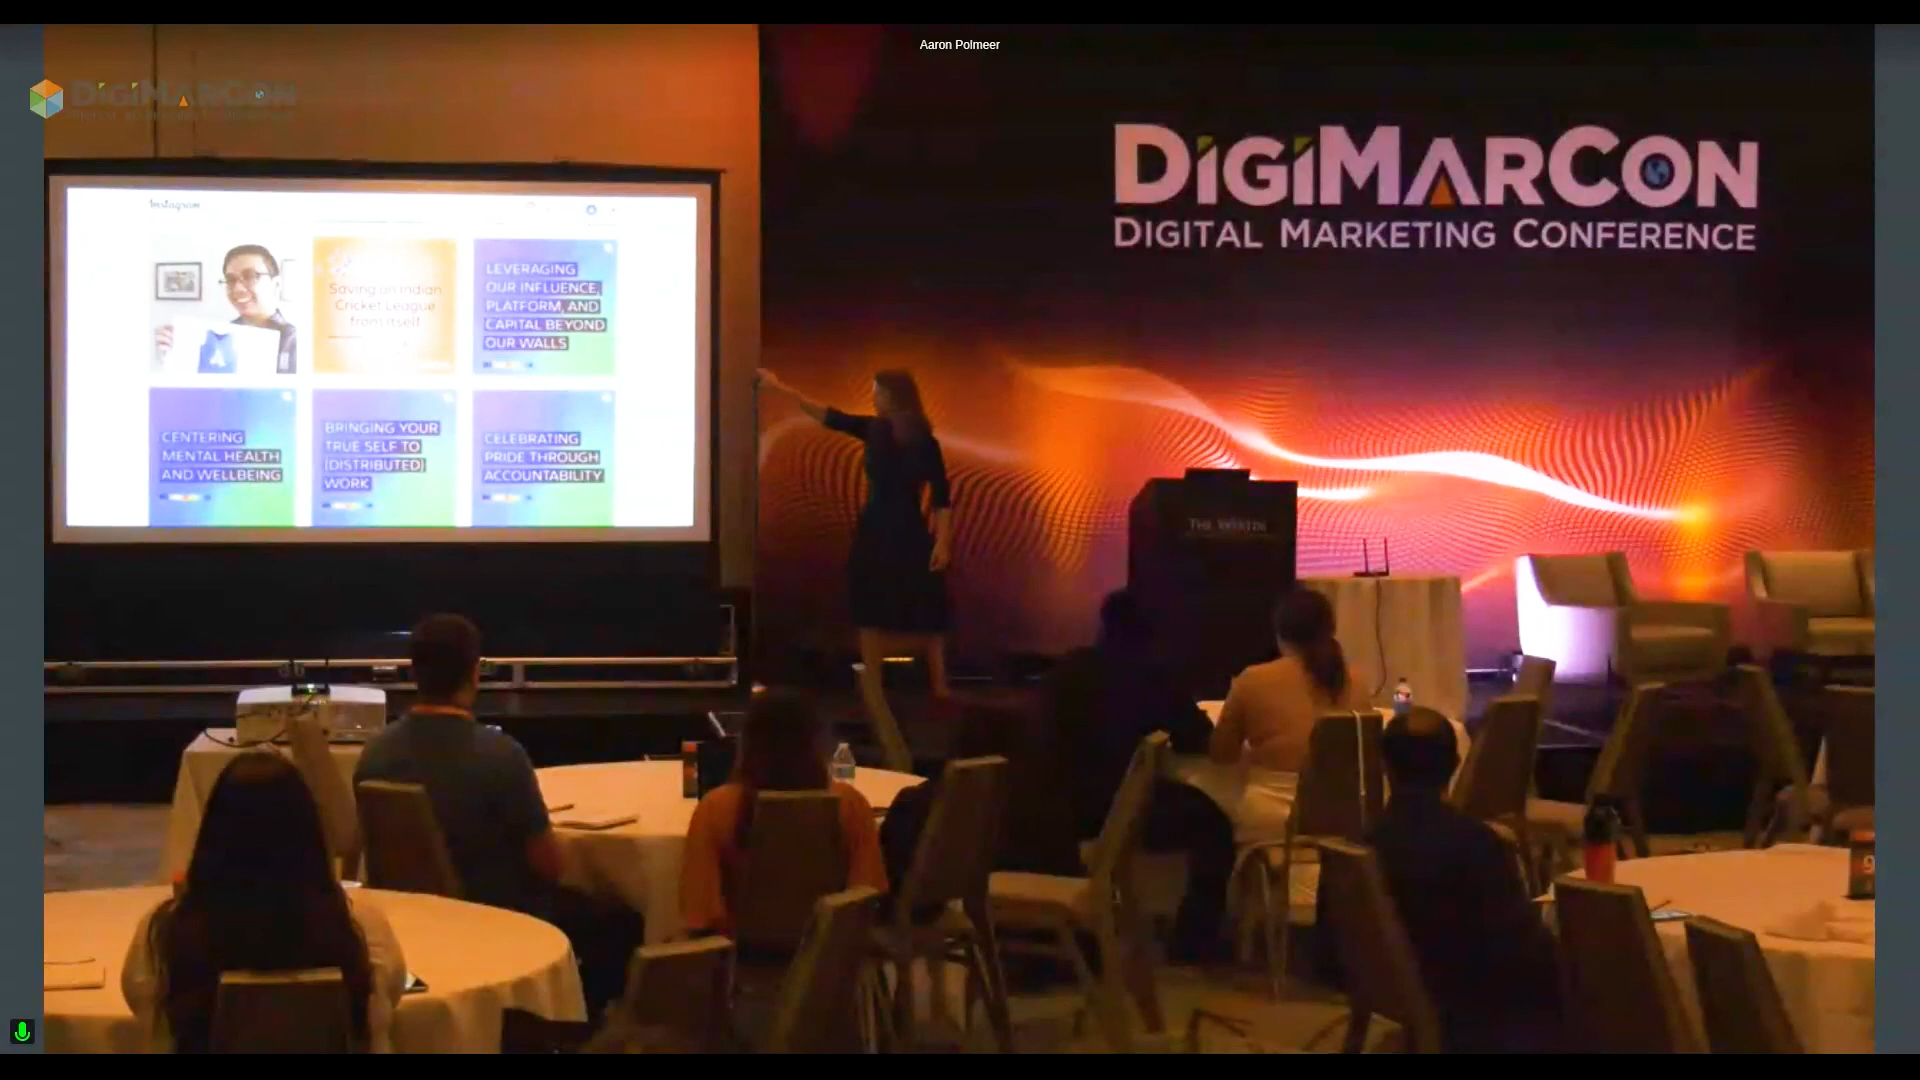 Aaron Polmeer
DIGIMARCON
DIGIMARCON
DIGITAL MARKETING CONFERENCE
Instagram
Saving an Indian
Cricket League
from itself
LEVERAGING
OUR INFLUENCE,
PLATFORM, AND
CAPITAL BEYOND
OUR WALLS
CENTERING
MENTAL HEALTH
AND WELLBEING
BRINGING YOUR
TRUE SELF TO
(DISTRIBUTED)
WORK
CELEBRATING
PRIDE THROUGH
ACCOUNTABILITY
THE WESTIN
9